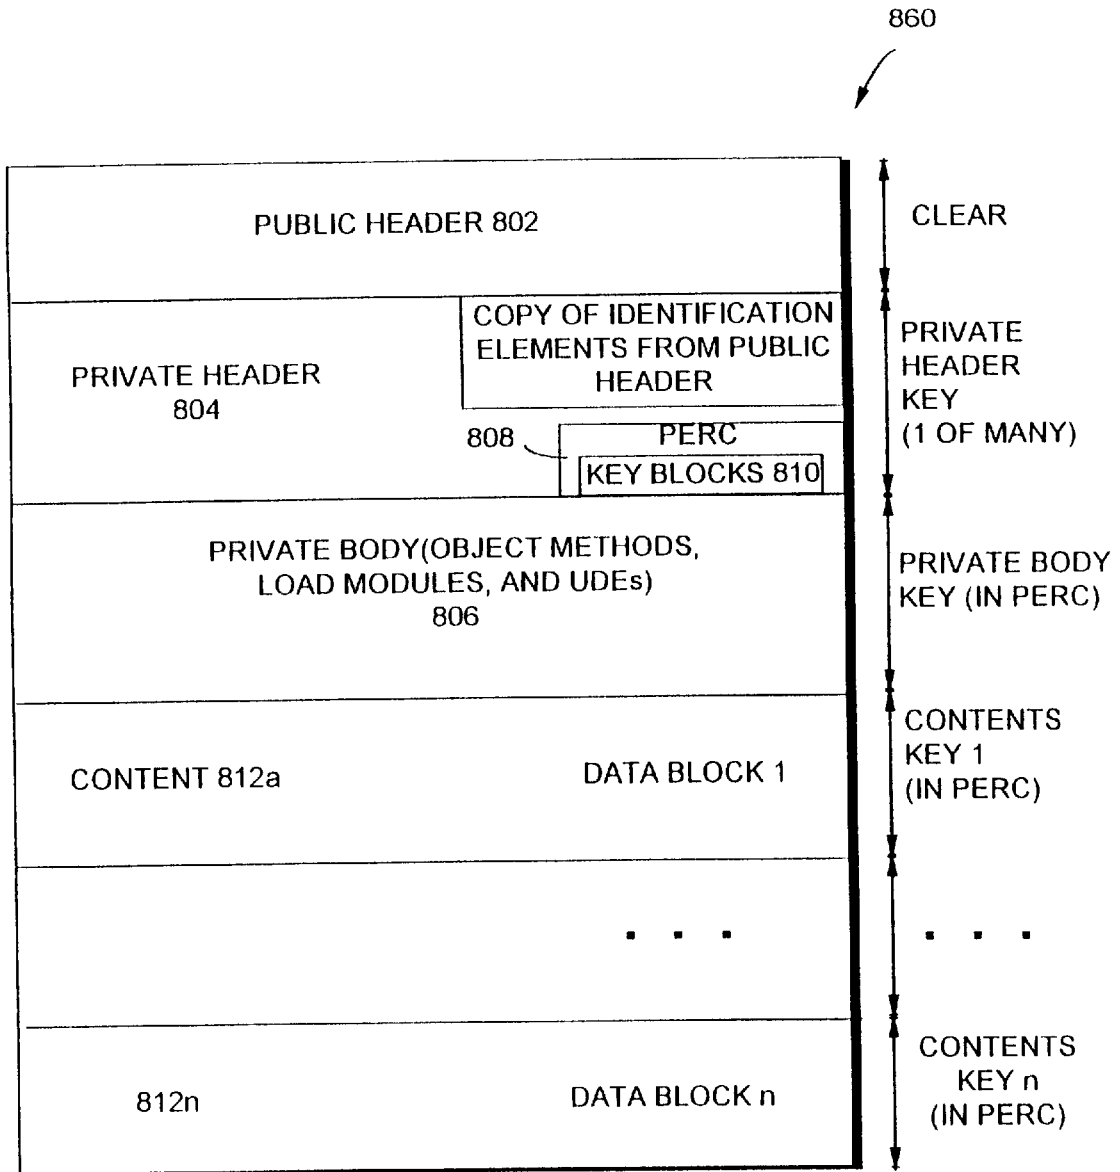 860
PUBLIC HEADER 802
CLEAR
COPY OF IDENTIFICATION
ELEMENTS FROM PUBLIC
HEADER
PRIVATE HEADER
804
808
PERC
KEY BLOCKS 810
PRIVATE
HEADER
KEY
(1 OF MANY)
PRIVATE BODY(OBJECT METHODS,
LOAD MODULES, AND UDEs)
806
PRIVATE BODY
KEY (IN PERC)
CONTENT 812a
DATA BLOCK 1
CONTENTS
KEY 1
(IN PERC)
. . .
. . .
812n
DATA BLOCK n
CONTENTS
KEY n
(IN PERC)